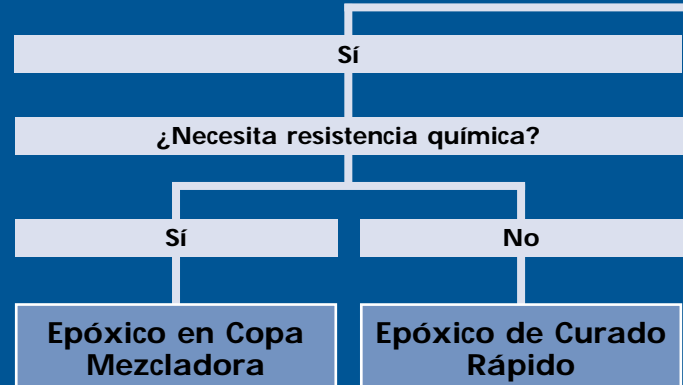 Sí
¿Necesita resistencia química?
Sí
No
Epóxico en Copa
Mezcladora
Epóxico de Curado
Rápido